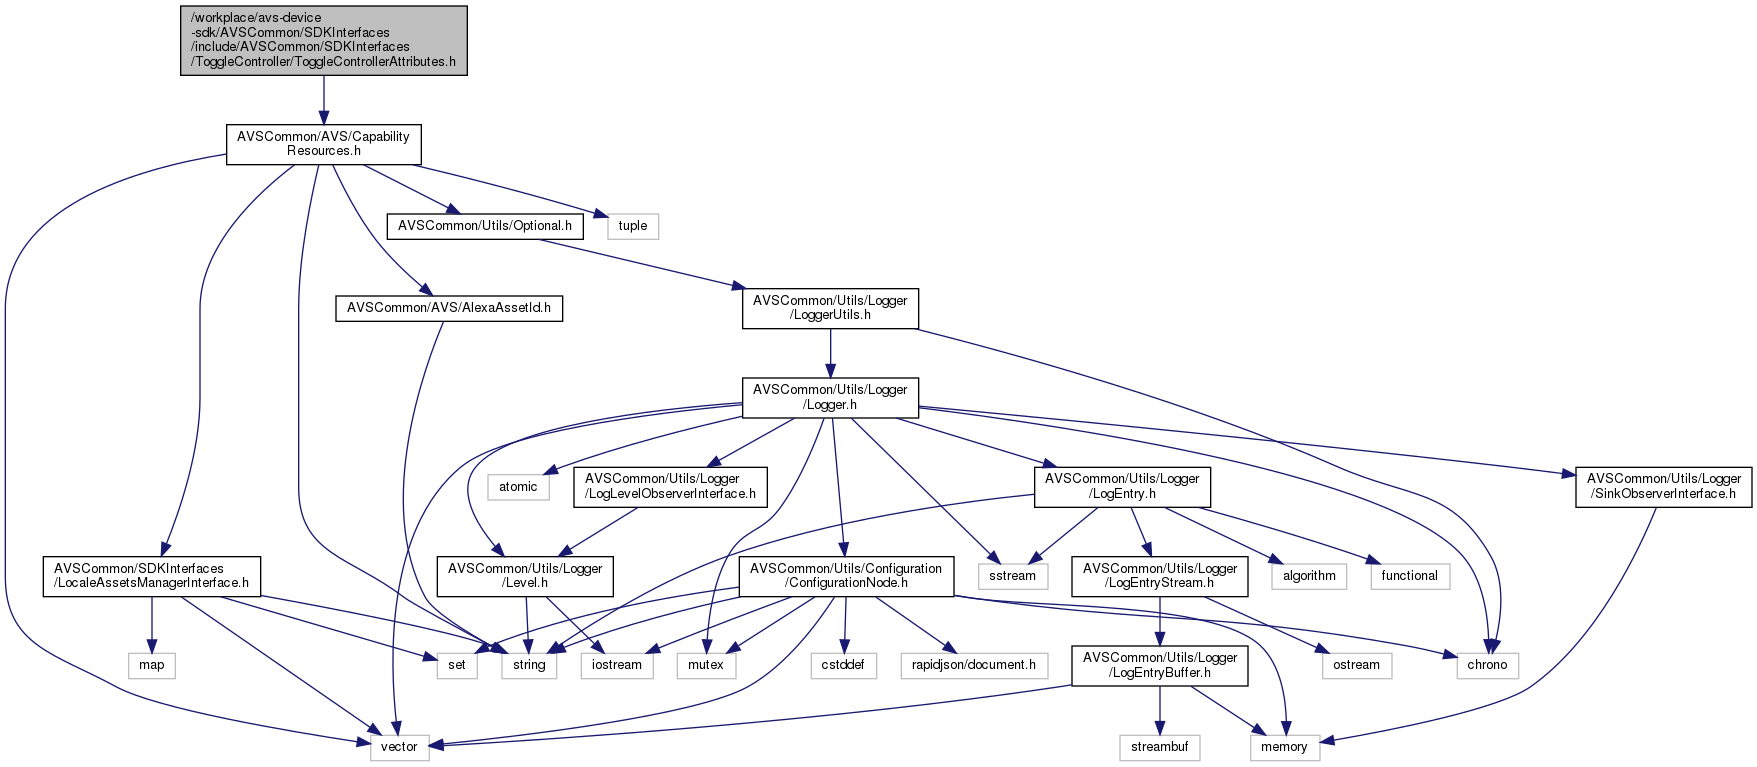 /workplace/avs-device
-sdk/AVSCommon/SDKInterfaces
/include/AVSCommon/SDKInterfaces
/ToggleController/ToggleControllerAttributes.h
AVSCommon/AVS/Capability
Resources.h
AVSCommon/Utils/Optional.h
tuple
AVSCommon/AVS/AlexaAssetId.h
AVSCommon/Utils/Logger
/LoggerUtils.h
AVSCommon/Utils/Logger
/Logger.h
atomic
AVSCommon/Utils/Logger
/LogLevelObserverInterface.h
AVSCommon/Utils/Logger
/LogEntry.h
AVSCommon/Utils/Logger
/SinkObserverInterface.h
AVSCommon/SDKInterfaces
/LocaleAssetsManagerInterface.h
AVSCommon/Utils/Logger
/Level.h
AVSCommon/Utils/Configuration
/ConfigurationNode.h
sstream
AVSCommon/Utils/Logger
/LogEntryStream.h
algorithm
functional
map
set
string
iostream
mutex
cstddef
rapidjson/document.h
AVSCommon/Utils/Logger
/LogEntryBuffer.h
ostream
chrono
vector
streambuf
memory